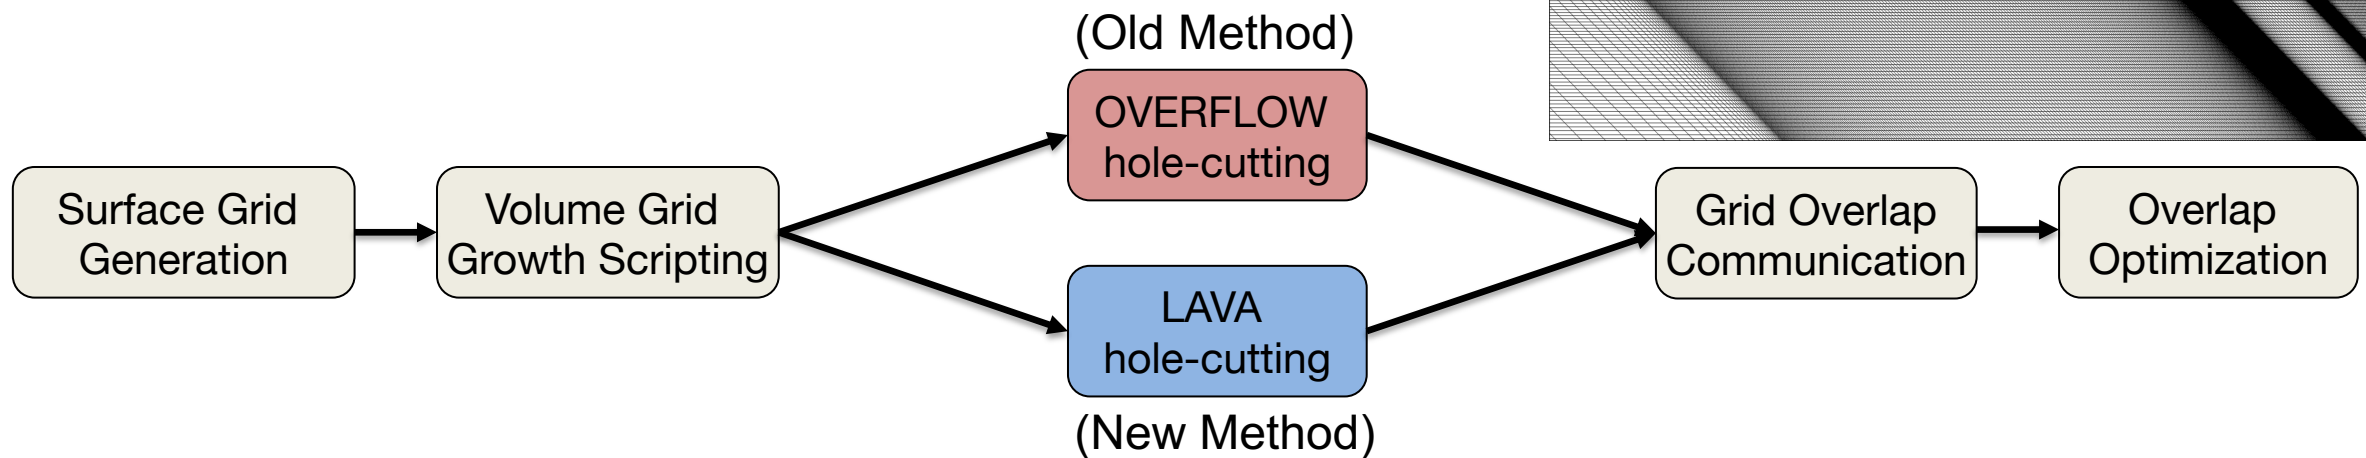 Surface Grid
Generation
Volume Grid
Growth Scripting
(Old Method)
OVERFLOW
hole-cutting
LAVA
hole-cutting
(New Method)
Grid Overlap
Communication
Overlap
Optimization